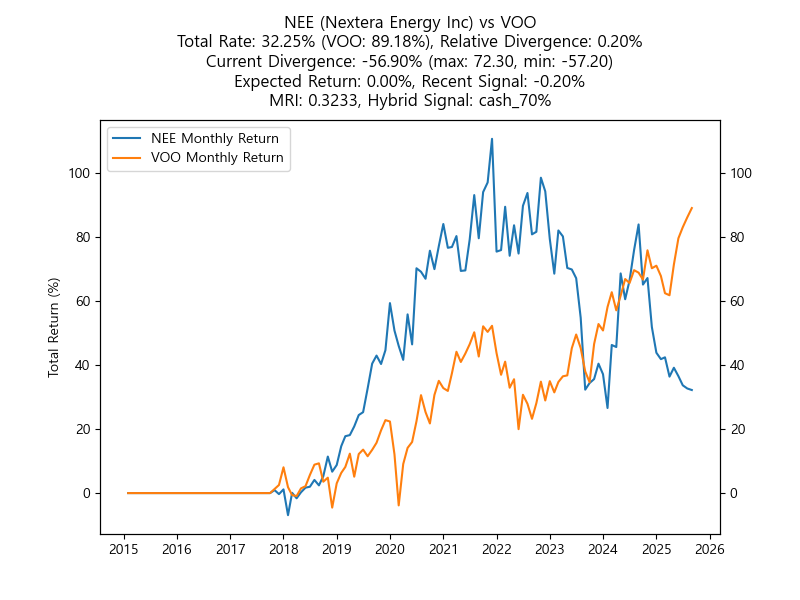 NEE (Nextera Energy Inc) vs VOO
Total Rate: 32.25% (VOO: 89.18%), Relative Divergence: 0.20%
Current Divergence: -56.90% (max: 72.30, min: -57.20)
Expected Return: 0.00%, Recent Signal: -0.20%
MRI: 0.3233, Hybrid Signal: cash_70%
NEE Monthly Return
VOO Monthly Return
Total Return (%)
100 100
80 80
60 60
40 40
20 20
0 0
2015 2016 2017 2018 2019 2020 2021 2022 2023 2024 2025 2026